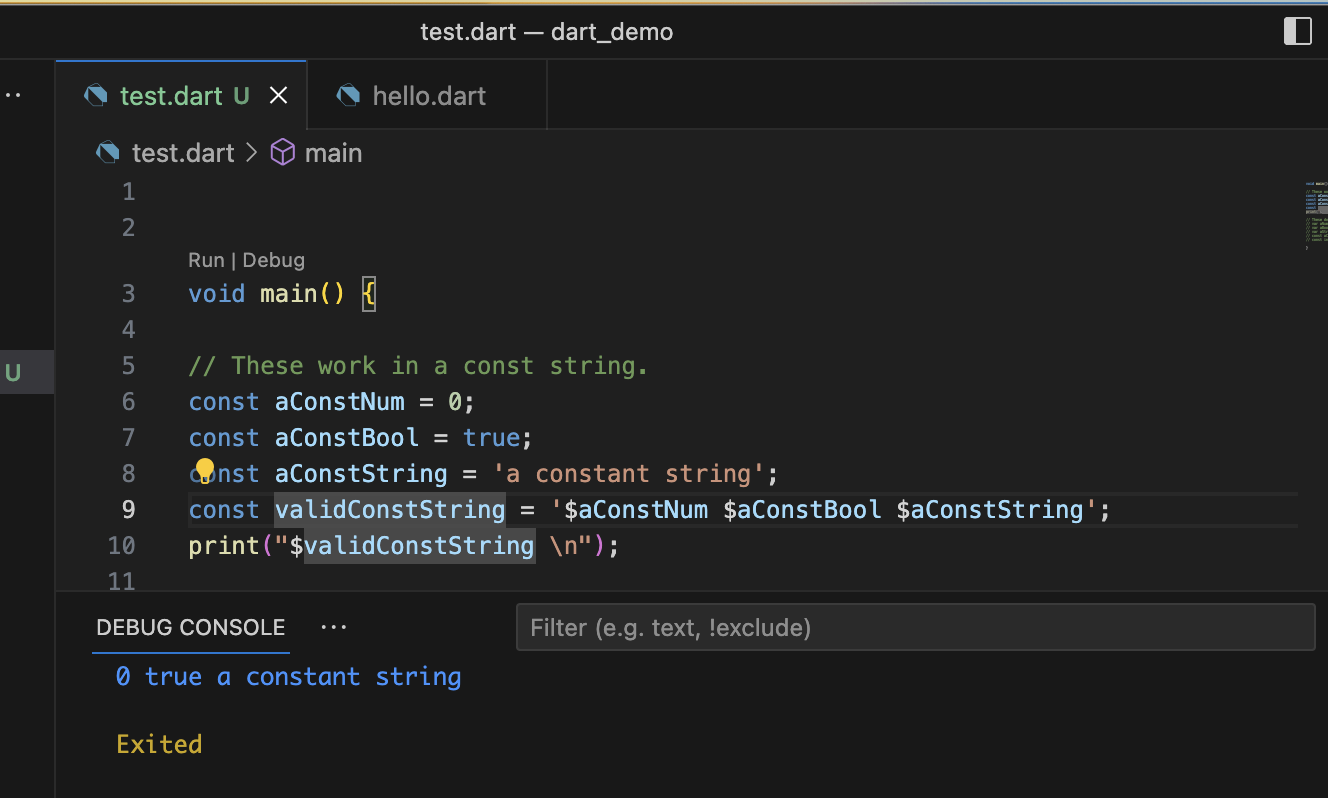 test.dart — dart_demo
test.dart U hello.dart
test.dart > main
1
2
Run | Debug
3 void main() {
4
5 // These work in a const string.
U
6 const aConstNum = 0;
7 const aConstBool = true;
8 const aConstString = 'a constant string';
9 const validConstString = '$aConstNum $aConstBool $aConstString';
10 print("$validConstString \n");
11
DEBUG CONSOLE ··· Filter (e.g. text, !exclude)
0 true a constant string
Exited